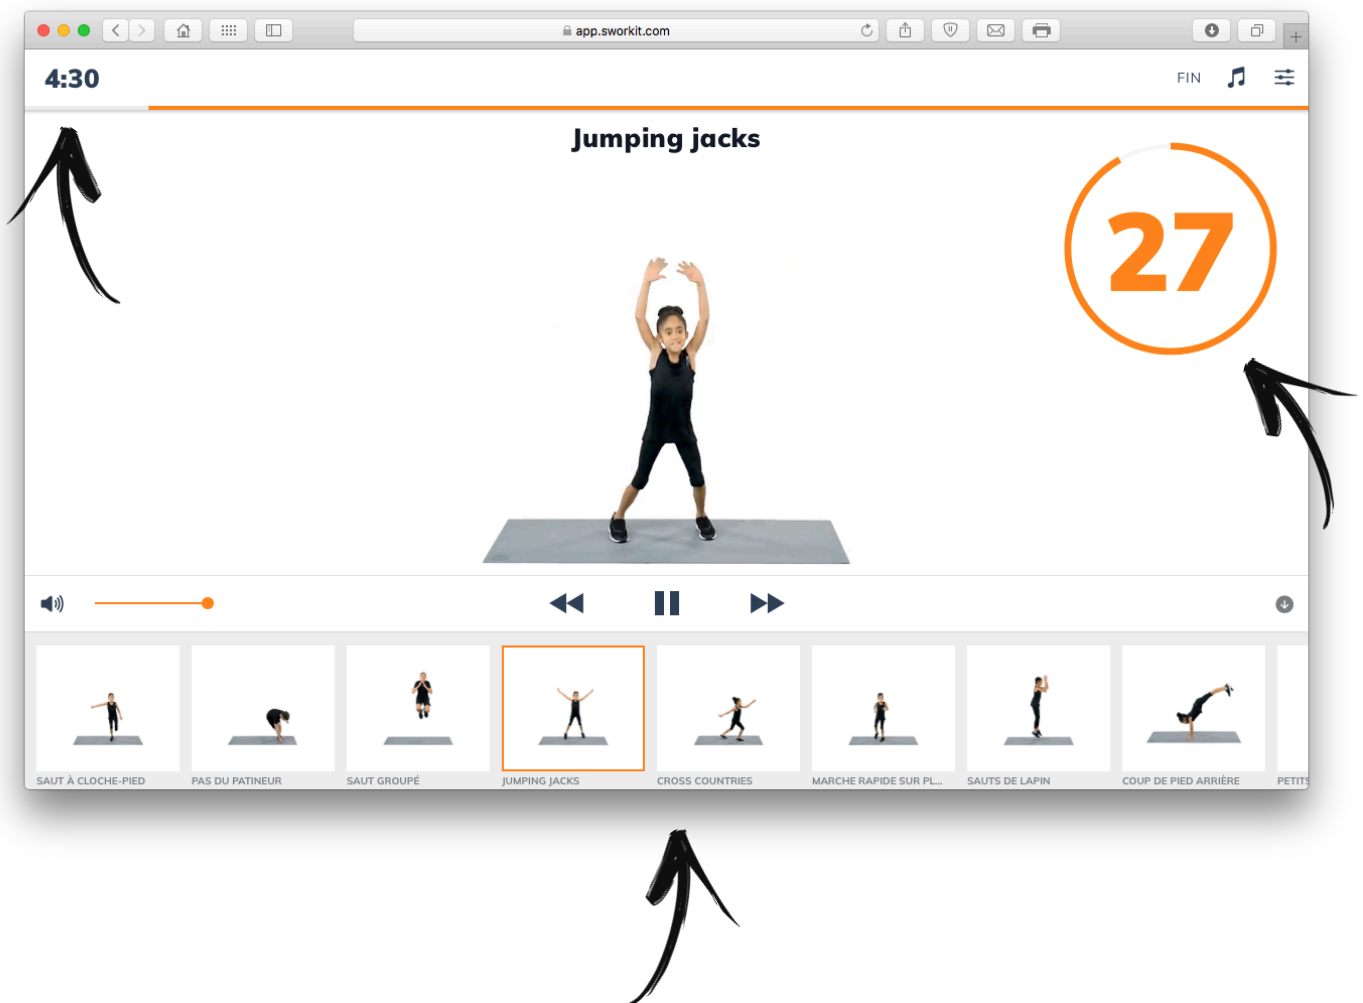 app.sworkit.com
4:30
FIN
Jumping jacks
27
SAUT À CLOCHE-PIED
PAS DU PATINEUR
SAUT GROUPÉ
JUMPING JACKS
CROSS COUNTRIES
MARCHE RAPIDE SUR PL...
SAUTS DE LAPIN
COUP DE PIED ARRIÈRE
PETITS